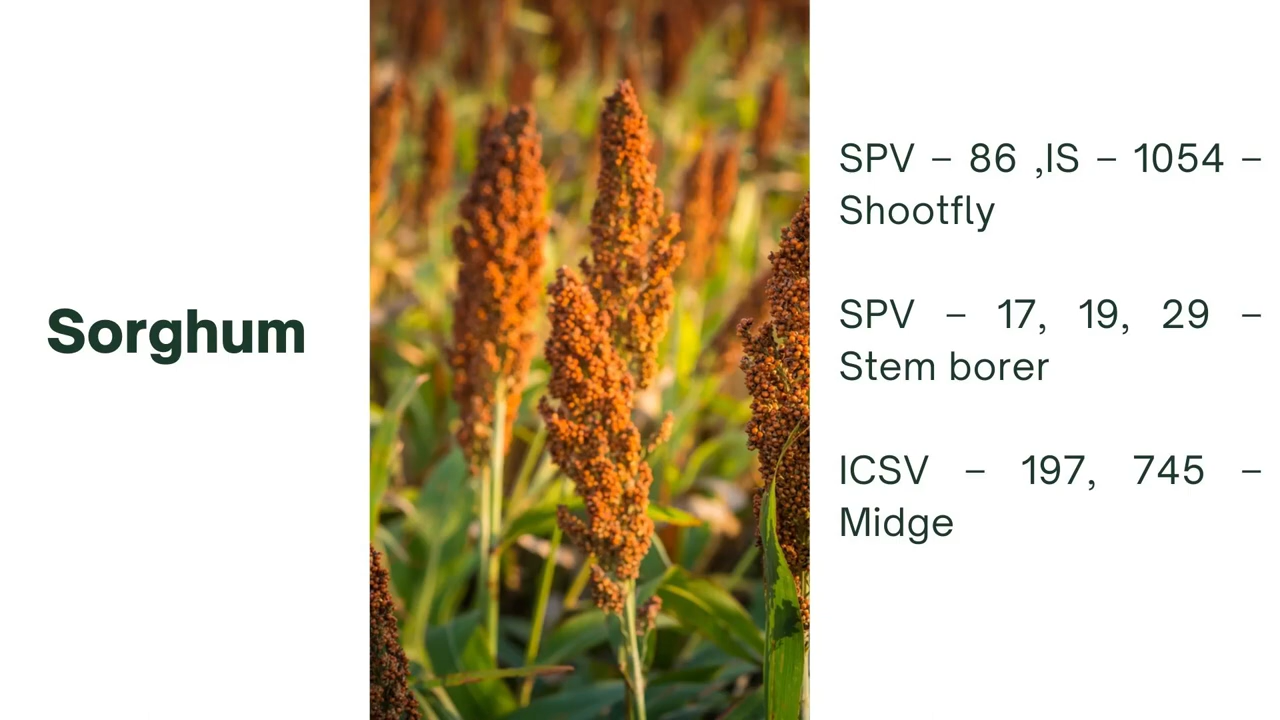 Sorghum
SPV – 86 ,IS – 1054 –
Shootfly
SPV – 17, 19, 29 –
Stem borer
ICSV – 197, 745 –
Midge